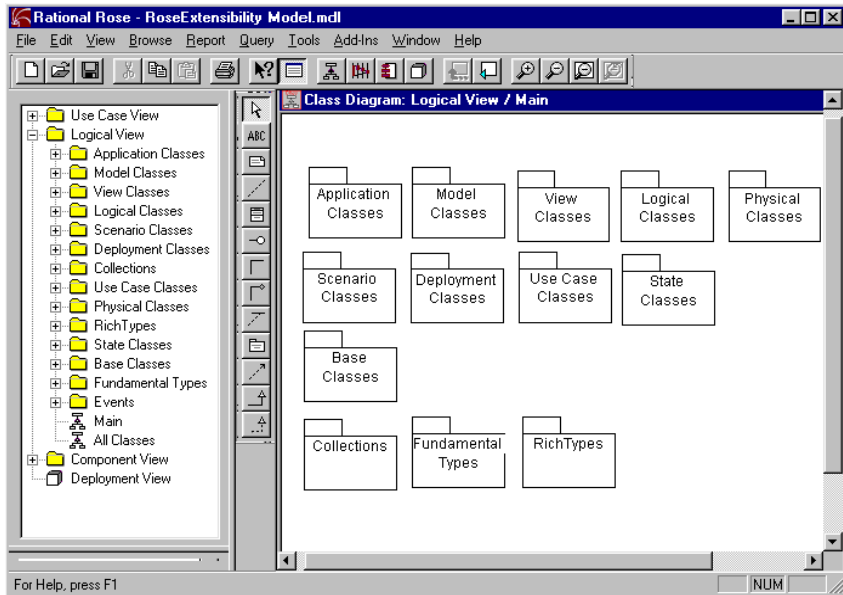 Rational Rose - RoseExtensibility Model.mdl
File Edit View Browse Report Query Tools Add-Ins Window Help
Use Case View
Logical View
Application Classes
Model Classes
View Classes
Logical Classes
Scenario Classes
Deployment Classes
Collections
Use Case Classes
Physical Classes
RichTypes
State Classes
Base Classes
Fundamental Types
Events
Main
All Classes
Component View
Deployment View
ABC
Class Diagram: Logical View / Main
Application
Classes
Model
Classes
View
Classes
Logical
Classes
Physical
Classes
Scenario
Classes
Deployment
Classes
Use Case
Classes
State
Classes
Base
Classes
Collections
Fundamental
Types
RichTypes
For Help, press F1
NUM